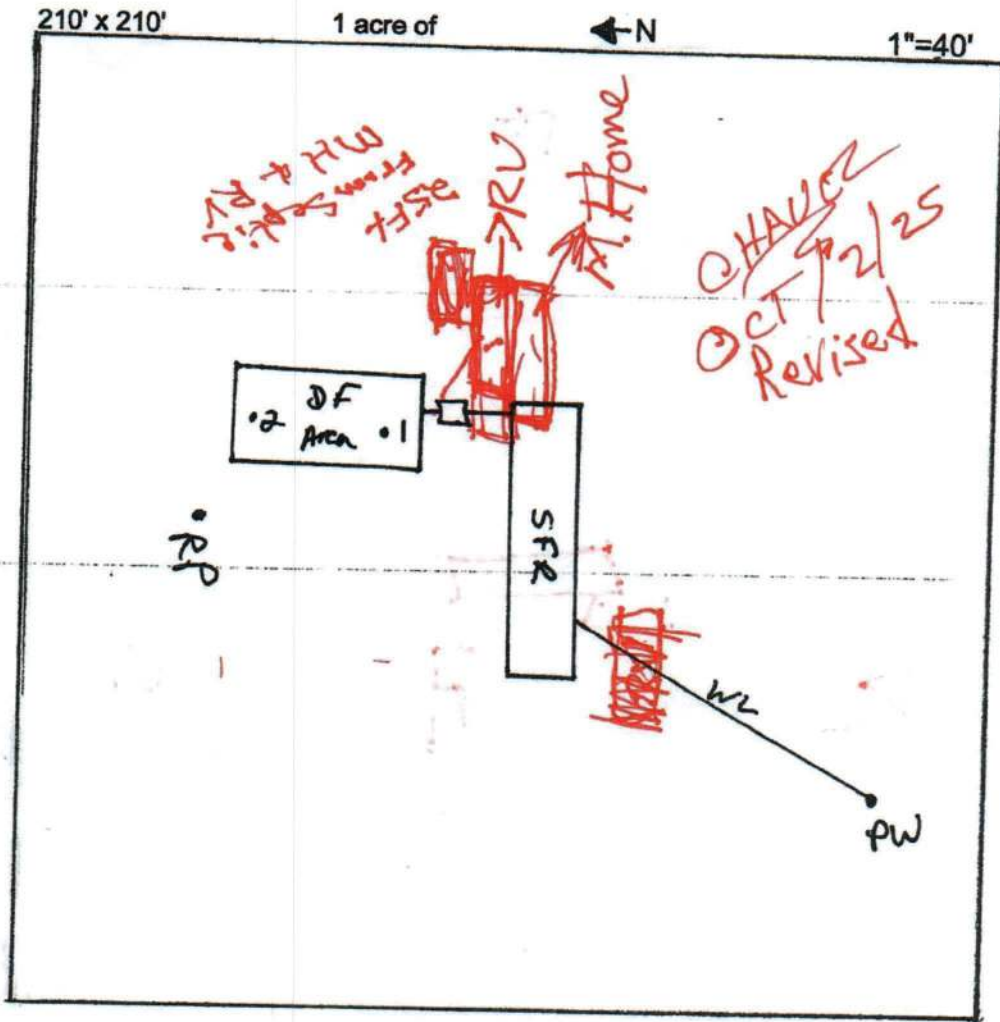 210' x 210' 1 acre of ← N 1"=40'
35Ft
From Septic
MH & RV
→ RV
M. Home
CHAVEZ
OCT 2/25
Revised
DF
Area
.2
.1
SFR
.RP
WL
PW